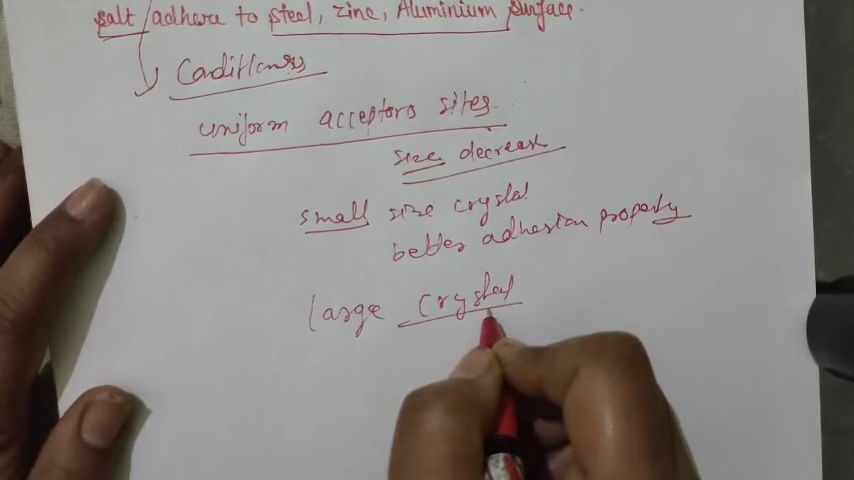 salt / adhere to steel, zinc, Aluminium surface.
Conditioners
uniform acceptors sites.
size decrease
small size crystal
better adhesion property
large crystal